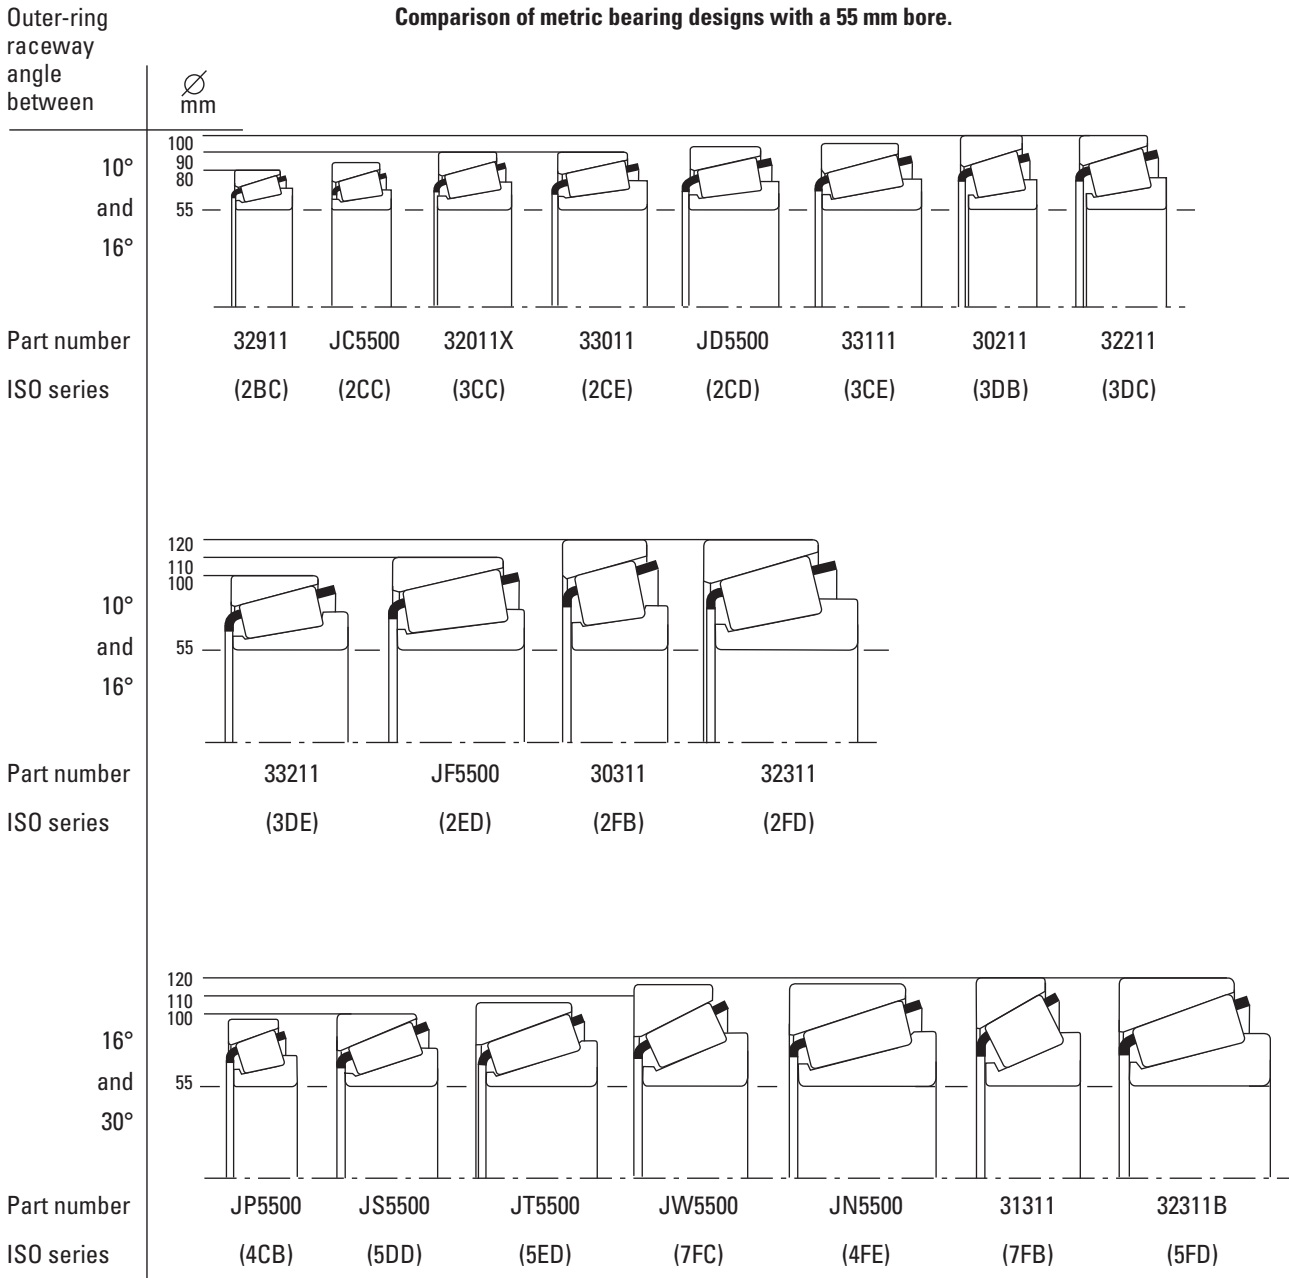 Outer-ring
raceway
angle
between
Comparison of metric bearing designs with a 55 mm bore.
∅
mm
10°
and
16°
100
90
80
55
Part number 32911 JC5500 32011X 33011 JD5500 33111 30211 32211
ISO series (2BC) (2CC) (3CC) (2CE) (2CD) (3CE) (3DB) (3DC)
10°
and
16°
120
110
100
55
Part number 33211 JF5500 30311 32311
ISO series (3DE) (2ED) (2FB) (2FD)
16°
and
30°
120
110
100
55
Part number JP5500 JS5500 JT5500 JW5500 JN5500 31311 32311B
ISO series (4CB) (5DD) (5ED) (7FC) (4FE) (7FB) (5FD)